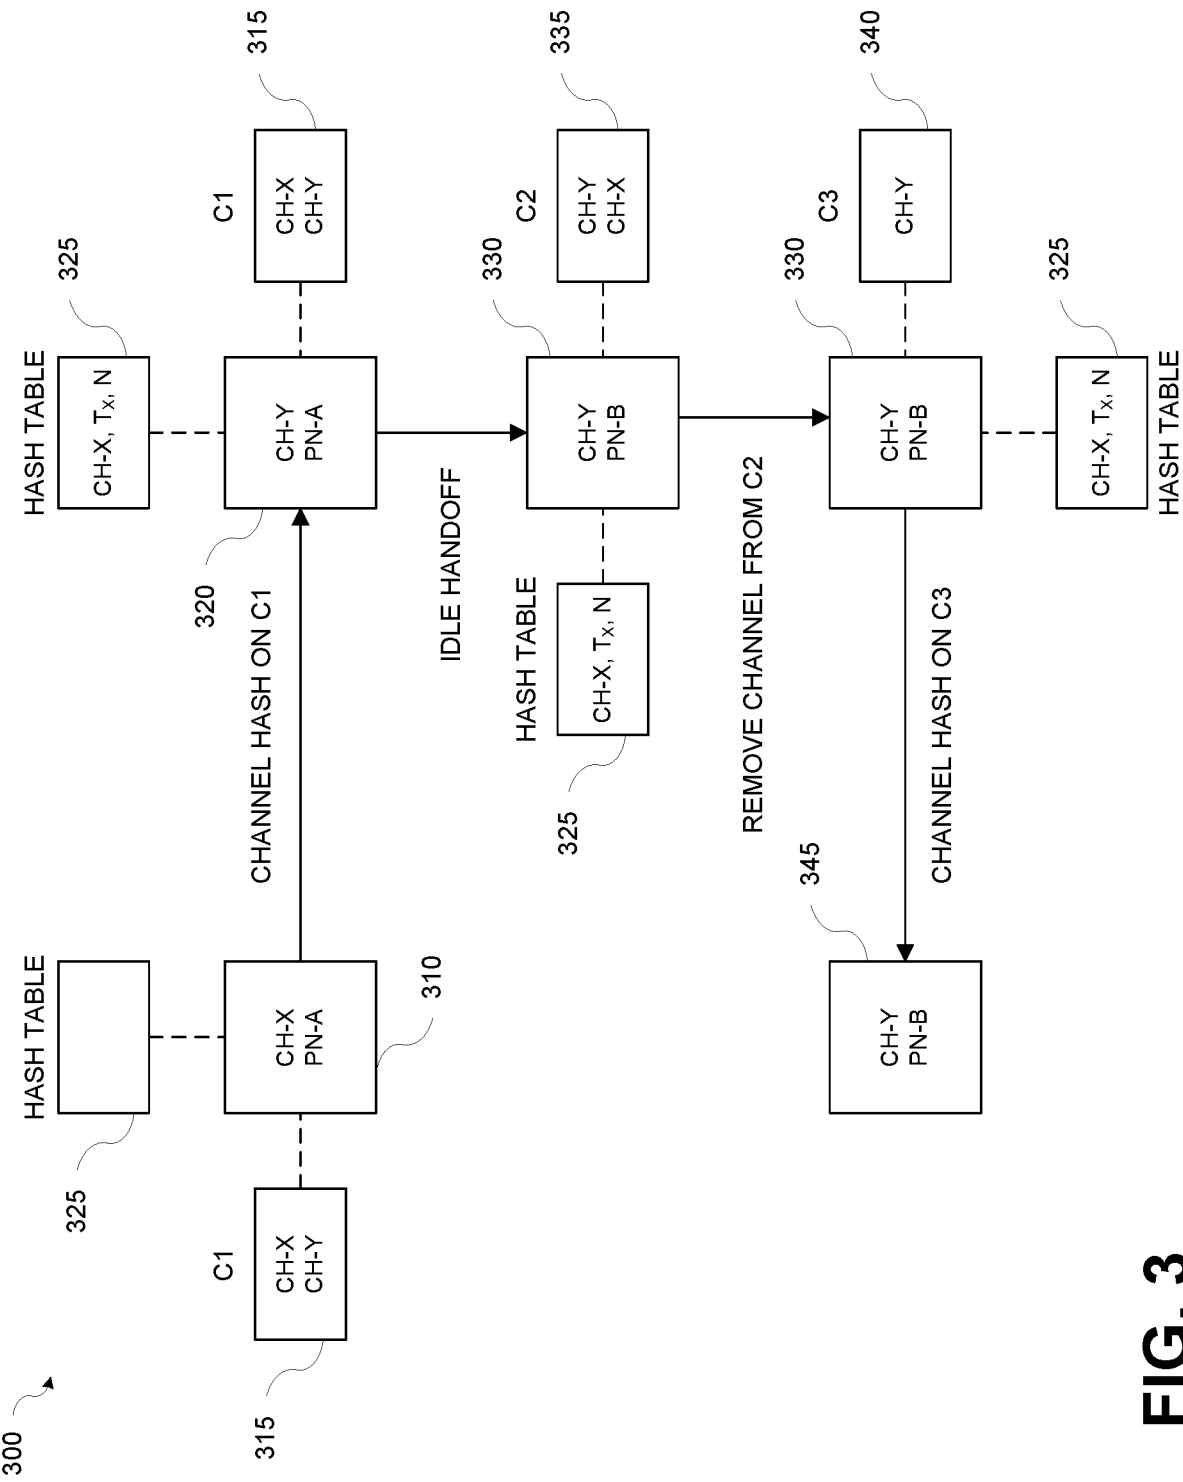 300
HASH TABLE
325
HASH TABLE
CH-X, TX, N
325
C1
CH-X
CH-Y
315
CH-X
PN-A
310
CHANNEL HASH ON C1
320
CH-Y
PN-A
C1
CH-X
CH-Y
315
IDLE HANDOFF
HASH TABLE
CH-X, TX, N
325
330
CH-Y
PN-B
C2
CH-Y
CH-X
335
REMOVE CHANNEL FROM C2
345
CH-Y
PN-B
CHANNEL HASH ON C3
330
CH-Y
PN-B
C3
CH-Y
340
325
CH-X, TX, N
HASH TABLE
FIG. 3